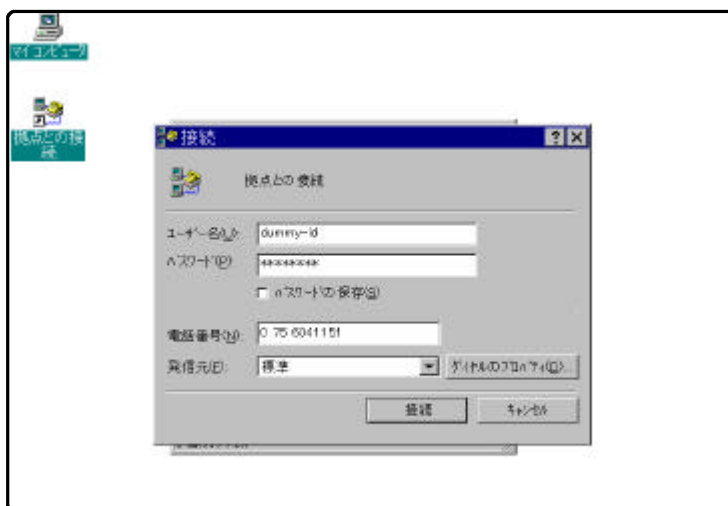 マイ コンピュータ
拠点との接
続
接続
拠点との 接続
ユーザー名(U):
dummy-id
パスワード(P):
********
パスワードの保存(S)
電話番号(N):
0 75 6041151
発信元(F):
標準
ダイヤルのプロパティ(D)...
接続
キャンセル